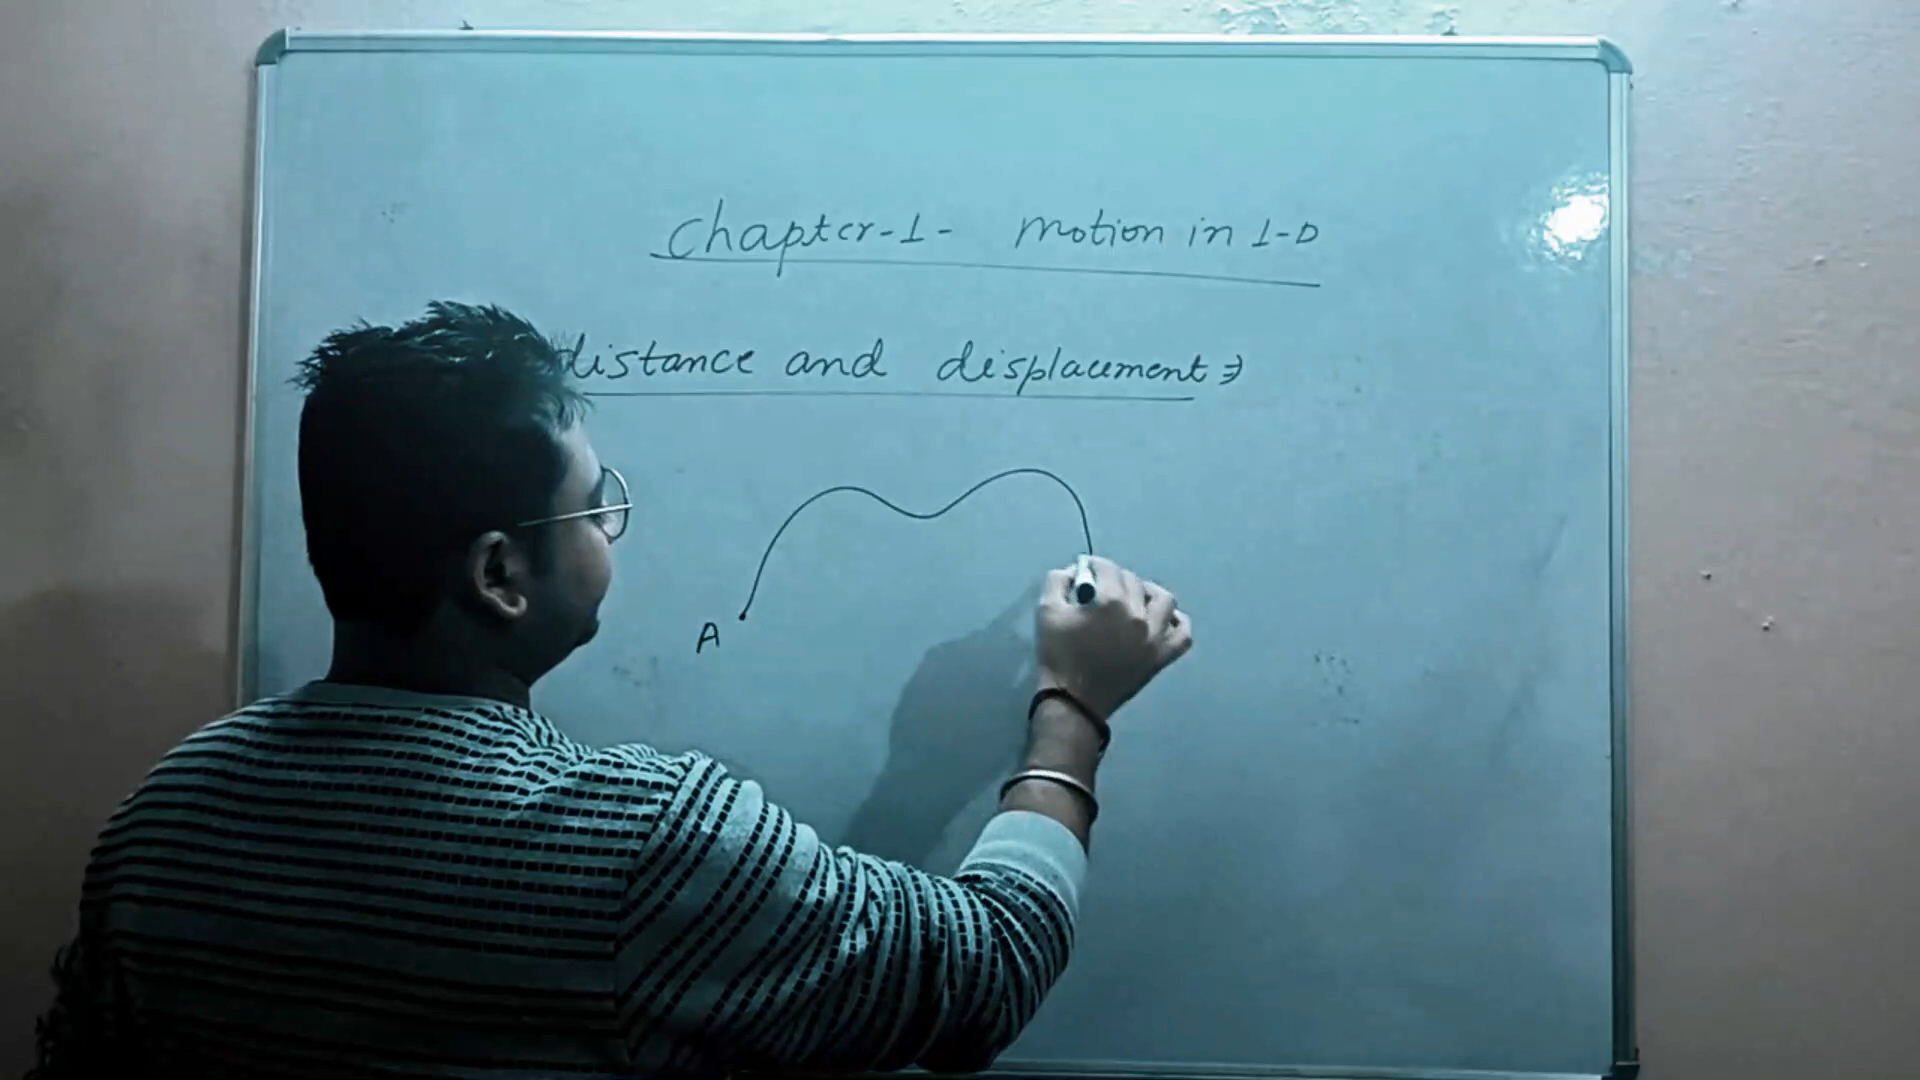 Chapter-1- Motion in 1-D
distance and displacement ⇒
A